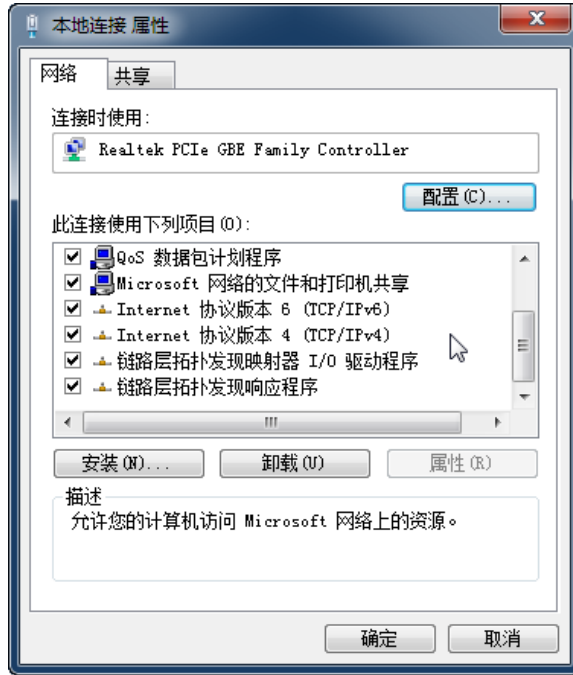 本地连接 属性
网络
共享
连接时使用:
Realtek PCIe GBE Family Controller
配置(C)...
此连接使用下列项目(O):
QoS 数据包计划程序
Microsoft 网络的文件和打印机共享
Internet 协议版本 6 (TCP/IPv6)
Internet 协议版本 4 (TCP/IPv4)
链路层拓扑发现映射器 I/O 驱动程序
链路层拓扑发现响应程序
安装(N)...
卸载(U)
属性(R)
描述
允许您的计算机访问 Microsoft 网络上的资源。
确定
取消